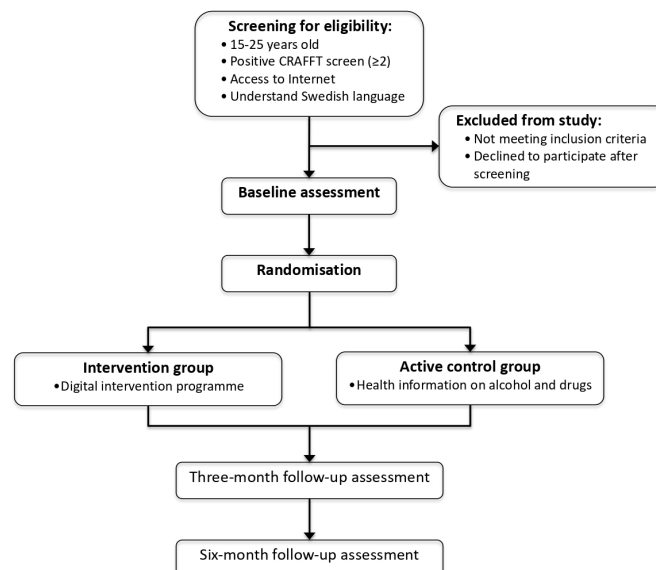 Screening for eligibility:
• 15-25 years old
• Positive CRAFFT screen (≥2)
• Access to Internet
• Understand Swedish language
Excluded from study:
• Not meeting inclusion criteria
• Declined to participate after
screening
Baseline assessment
Randomisation
Intervention group
•Digital intervention programme
Active control group
•Health information on alcohol and drugs
Three-month follow-up assessment
Six-month follow-up assessment